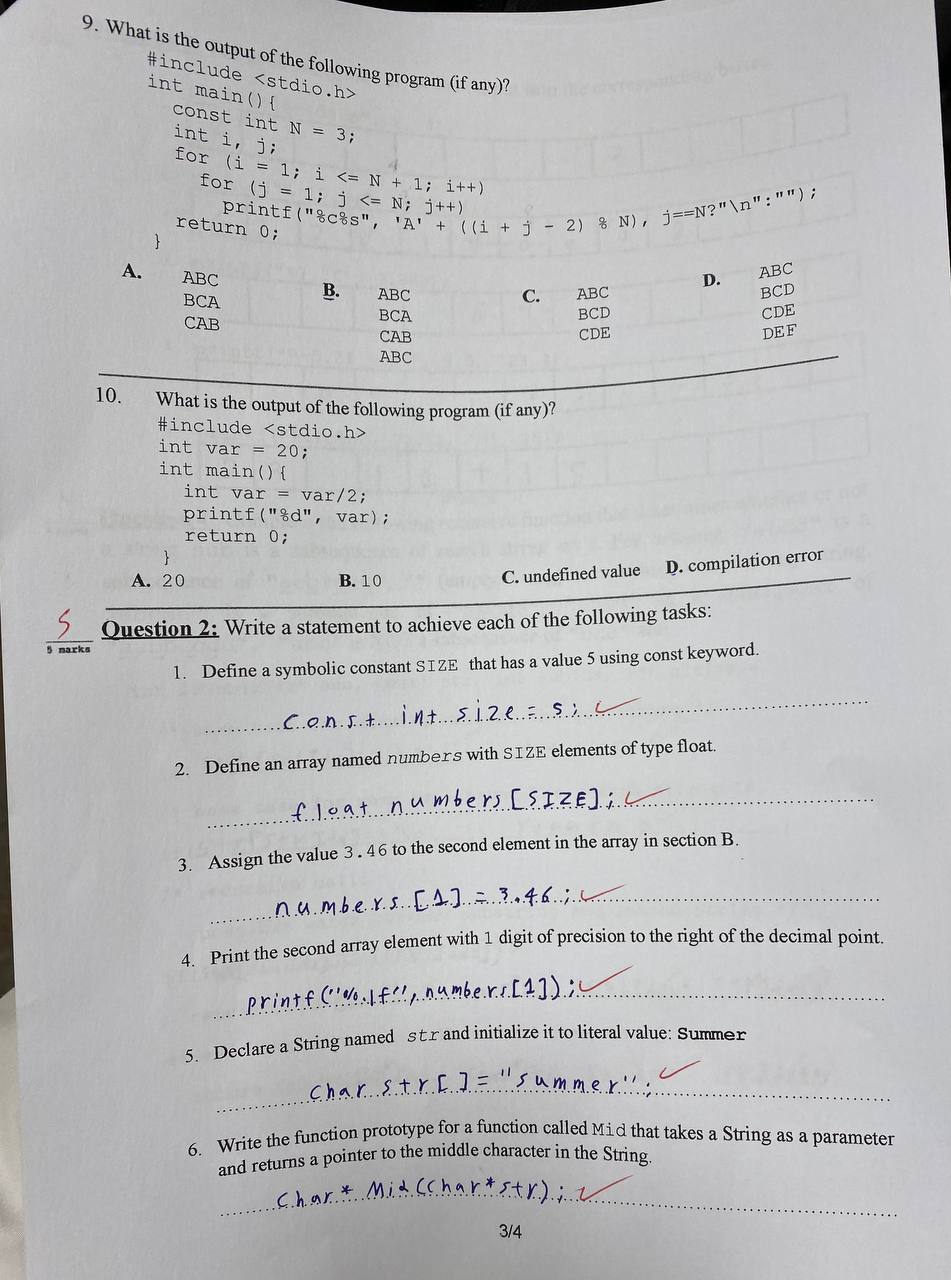 9. What is the output of the following program (if any)?
#include <stdio.h>
int main(){
const int N = 3;
int i, j;
for (i = 1; i <= N + 1; i++)
for (j = 1; j <= N; j++)
printf("%c%s", 'A' + ((i + j - 2) % N), j==N?"\n":"");
return 0;
}
A. ABC B. ABC C. ABC D. ABC
BCA BCA BCD BCD
CAB CAB CDE CDE
ABC DEF
10. What is the output of the following program (if any)?
#include <stdio.h>
int var = 20;
int main(){
int var = var/2;
printf("%d", var);
return 0;
}
A. 20 B. 10 C. undefined value D. compilation error
5
5 marks
Question 2: Write a statement to achieve each of the following tasks:
1. Define a symbolic constant SIZE that has a value 5 using const keyword.
const int size = 5;
2. Define an array named numbers with SIZE elements of type float.
float numbers [SIZE];
3. Assign the value 3.46 to the second element in the array in section B.
numbers [1] = 3.46;
4. Print the second array element with 1 digit of precision to the right of the decimal point.
printf("%.1f", numbers[1]);
5. Declare a String named str and initialize it to literal value: Summer
char str[ ] = "summer";
6. Write the function prototype for a function called Mid that takes a String as a parameter
and returns a pointer to the middle character in the String.
Char* Mid (char*str);
3/4